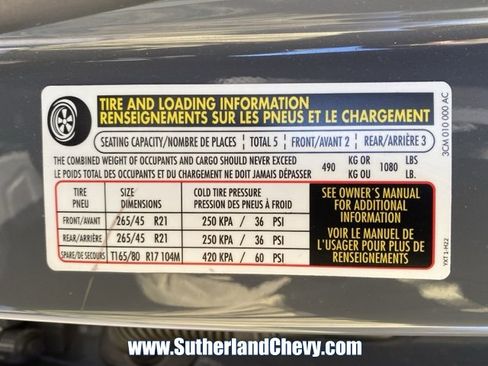 TIRE AND LOADING INFORMATION
RENSEIGNEMENTS SUR LES PNEUS ET LE CHARGEMENT
SEATING CAPACITY/NOMBRE DE PLACES TOTAL 5 FRONT/AVANT 2 REAR/ARRIÈRE 3
THE COMBINED WEIGHT OF OCCUPANTS AND CARGO SHOULD NEVER EXCEED 490 KG OR 1080 LBS
LE POIDS TOTAL DES OCCUPANTS ET DU CHARGEMENT NE DOIT JAMAIS DÉPASSER KG OU LB.
TIRE SIZE COLD TIRE PRESSURE
PNEU DIMENSIONS PRESSION DES PNEUS À FROID
FRONT/AVANT 265/45 R21 250 KPA / 36 PSI
REAR/ARRIÈRE 265/45 R21 250 KPA / 36 PSI
SPARE/DE SECOURS T165/80 R17 104M 420 KPA / 60 PSI
SEE OWNER'S MANUAL
FOR ADDITIONAL
INFORMATION
VOIR LE MANUEL DE
L'USAGER POUR PLUS DE
RENSEIGNEMENTS
3CM 010 000 AC
YXT 1-H22
www.SutherlandChevy.com